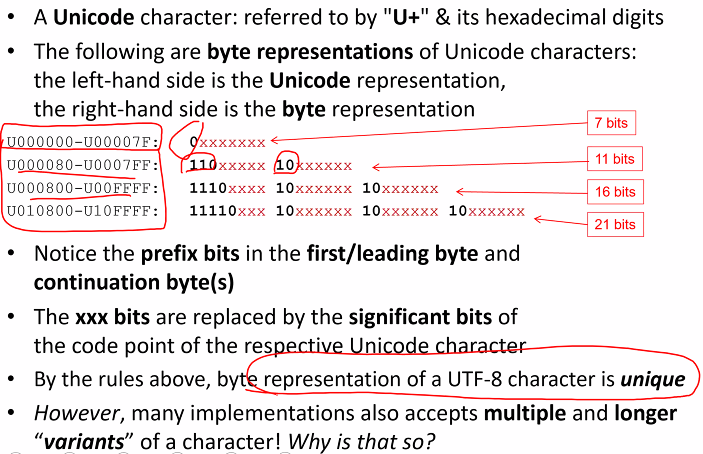 • A Unicode character: referred to by "U+" & its hexadecimal digits
• The following are byte representations of Unicode characters:
the left-hand side is the Unicode representation,
the right-hand side is the byte representation
7 bits
U000000-U00007F: 0xxxxxxx
U000080-U0007FF: 110xxxxx 10xxxxxx
11 bits
U000800-U00FFFF: 1110xxxx 10xxxxxx 10xxxxxx
16 bits
U010800-U10FFFF: 11110xxx 10xxxxxx 10xxxxxx 10xxxxxx
21 bits
• Notice the prefix bits in the first/leading byte and
continuation byte(s)
• The xxx bits are replaced by the significant bits of
the code point of the respective Unicode character
• By the rules above, byte representation of a UTF-8 character is unique
• However, many implementations also accepts multiple and longer
“variants” of a character! Why is that so?